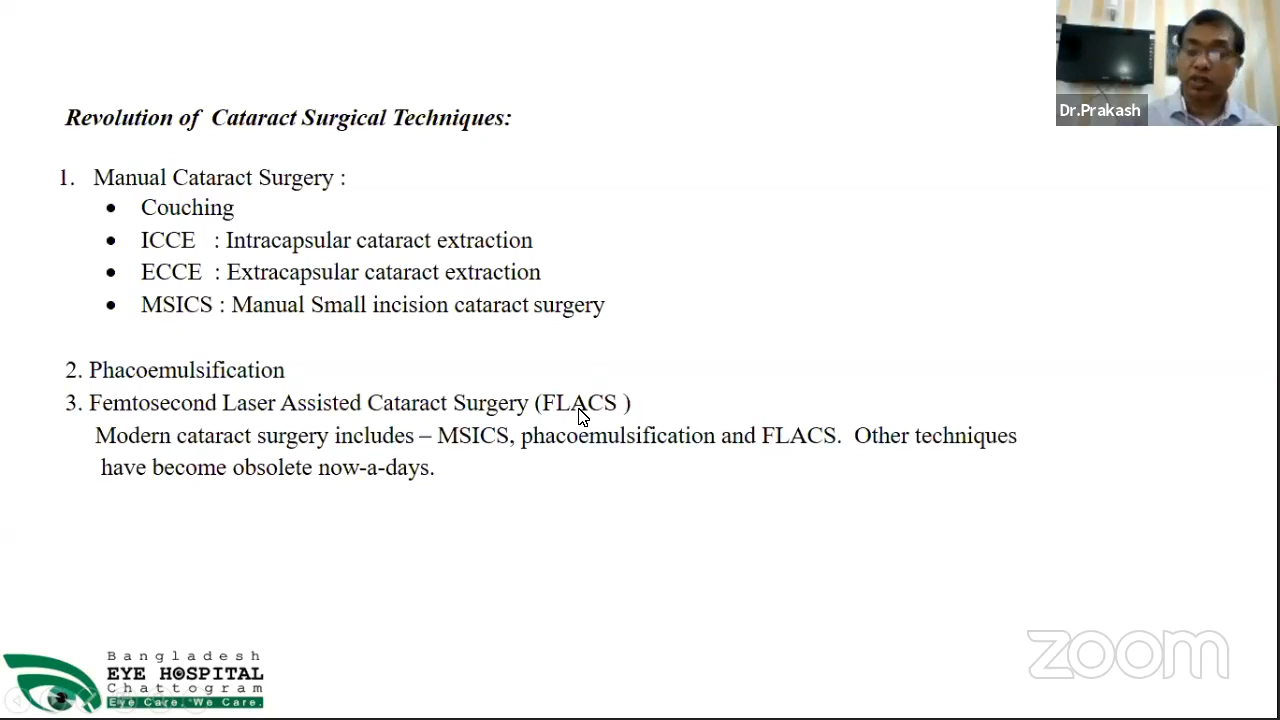 Dr.Prakash
Revolution of Cataract Surgical Techniques:
1. Manual Cataract Surgery :
• Couching
• ICCE : Intracapsular cataract extraction
• ECCE : Extracapsular cataract extraction
• MSICS : Manual Small incision cataract surgery
2. Phacoemulsification
3. Femtosecond Laser Assisted Cataract Surgery (FLACS )
Modern cataract surgery includes – MSICS, phacoemulsification and FLACS. Other techniques
have become obsolete now-a-days.
Bangladesh
EYE HOSPITAL
Chattogram
Eye Care. We Care.
zoom